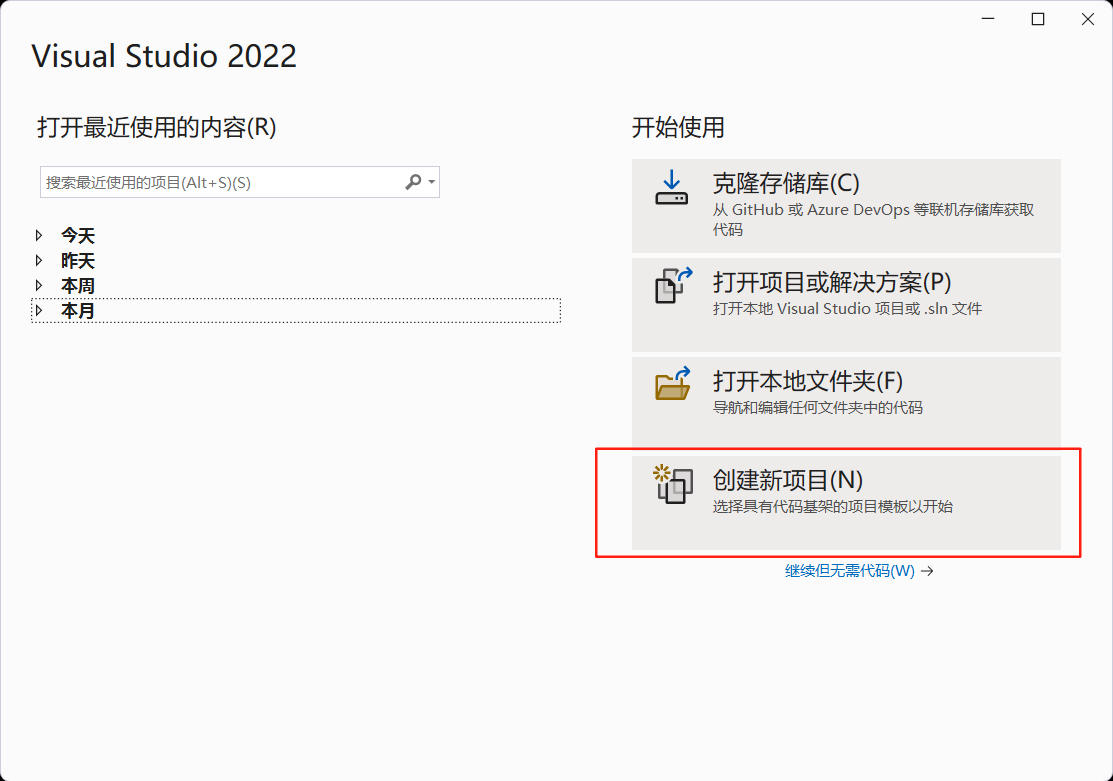 Visual Studio 2022
打开最近使用的内容(R)
搜索最近使用的项目(Alt+S)(S)
今天
昨天
本周
本月
开始使用
克隆存储库(C)
从 GitHub 或 Azure DevOps 等联机存储库获取
代码
打开项目或解决方案(P)
打开本地 Visual Studio 项目或 .sln 文件
打开本地文件夹(F)
导航和编辑任何文件夹中的代码
创建新项目(N)
选择具有代码基架的项目模板以开始
继续但无需代码(W) →